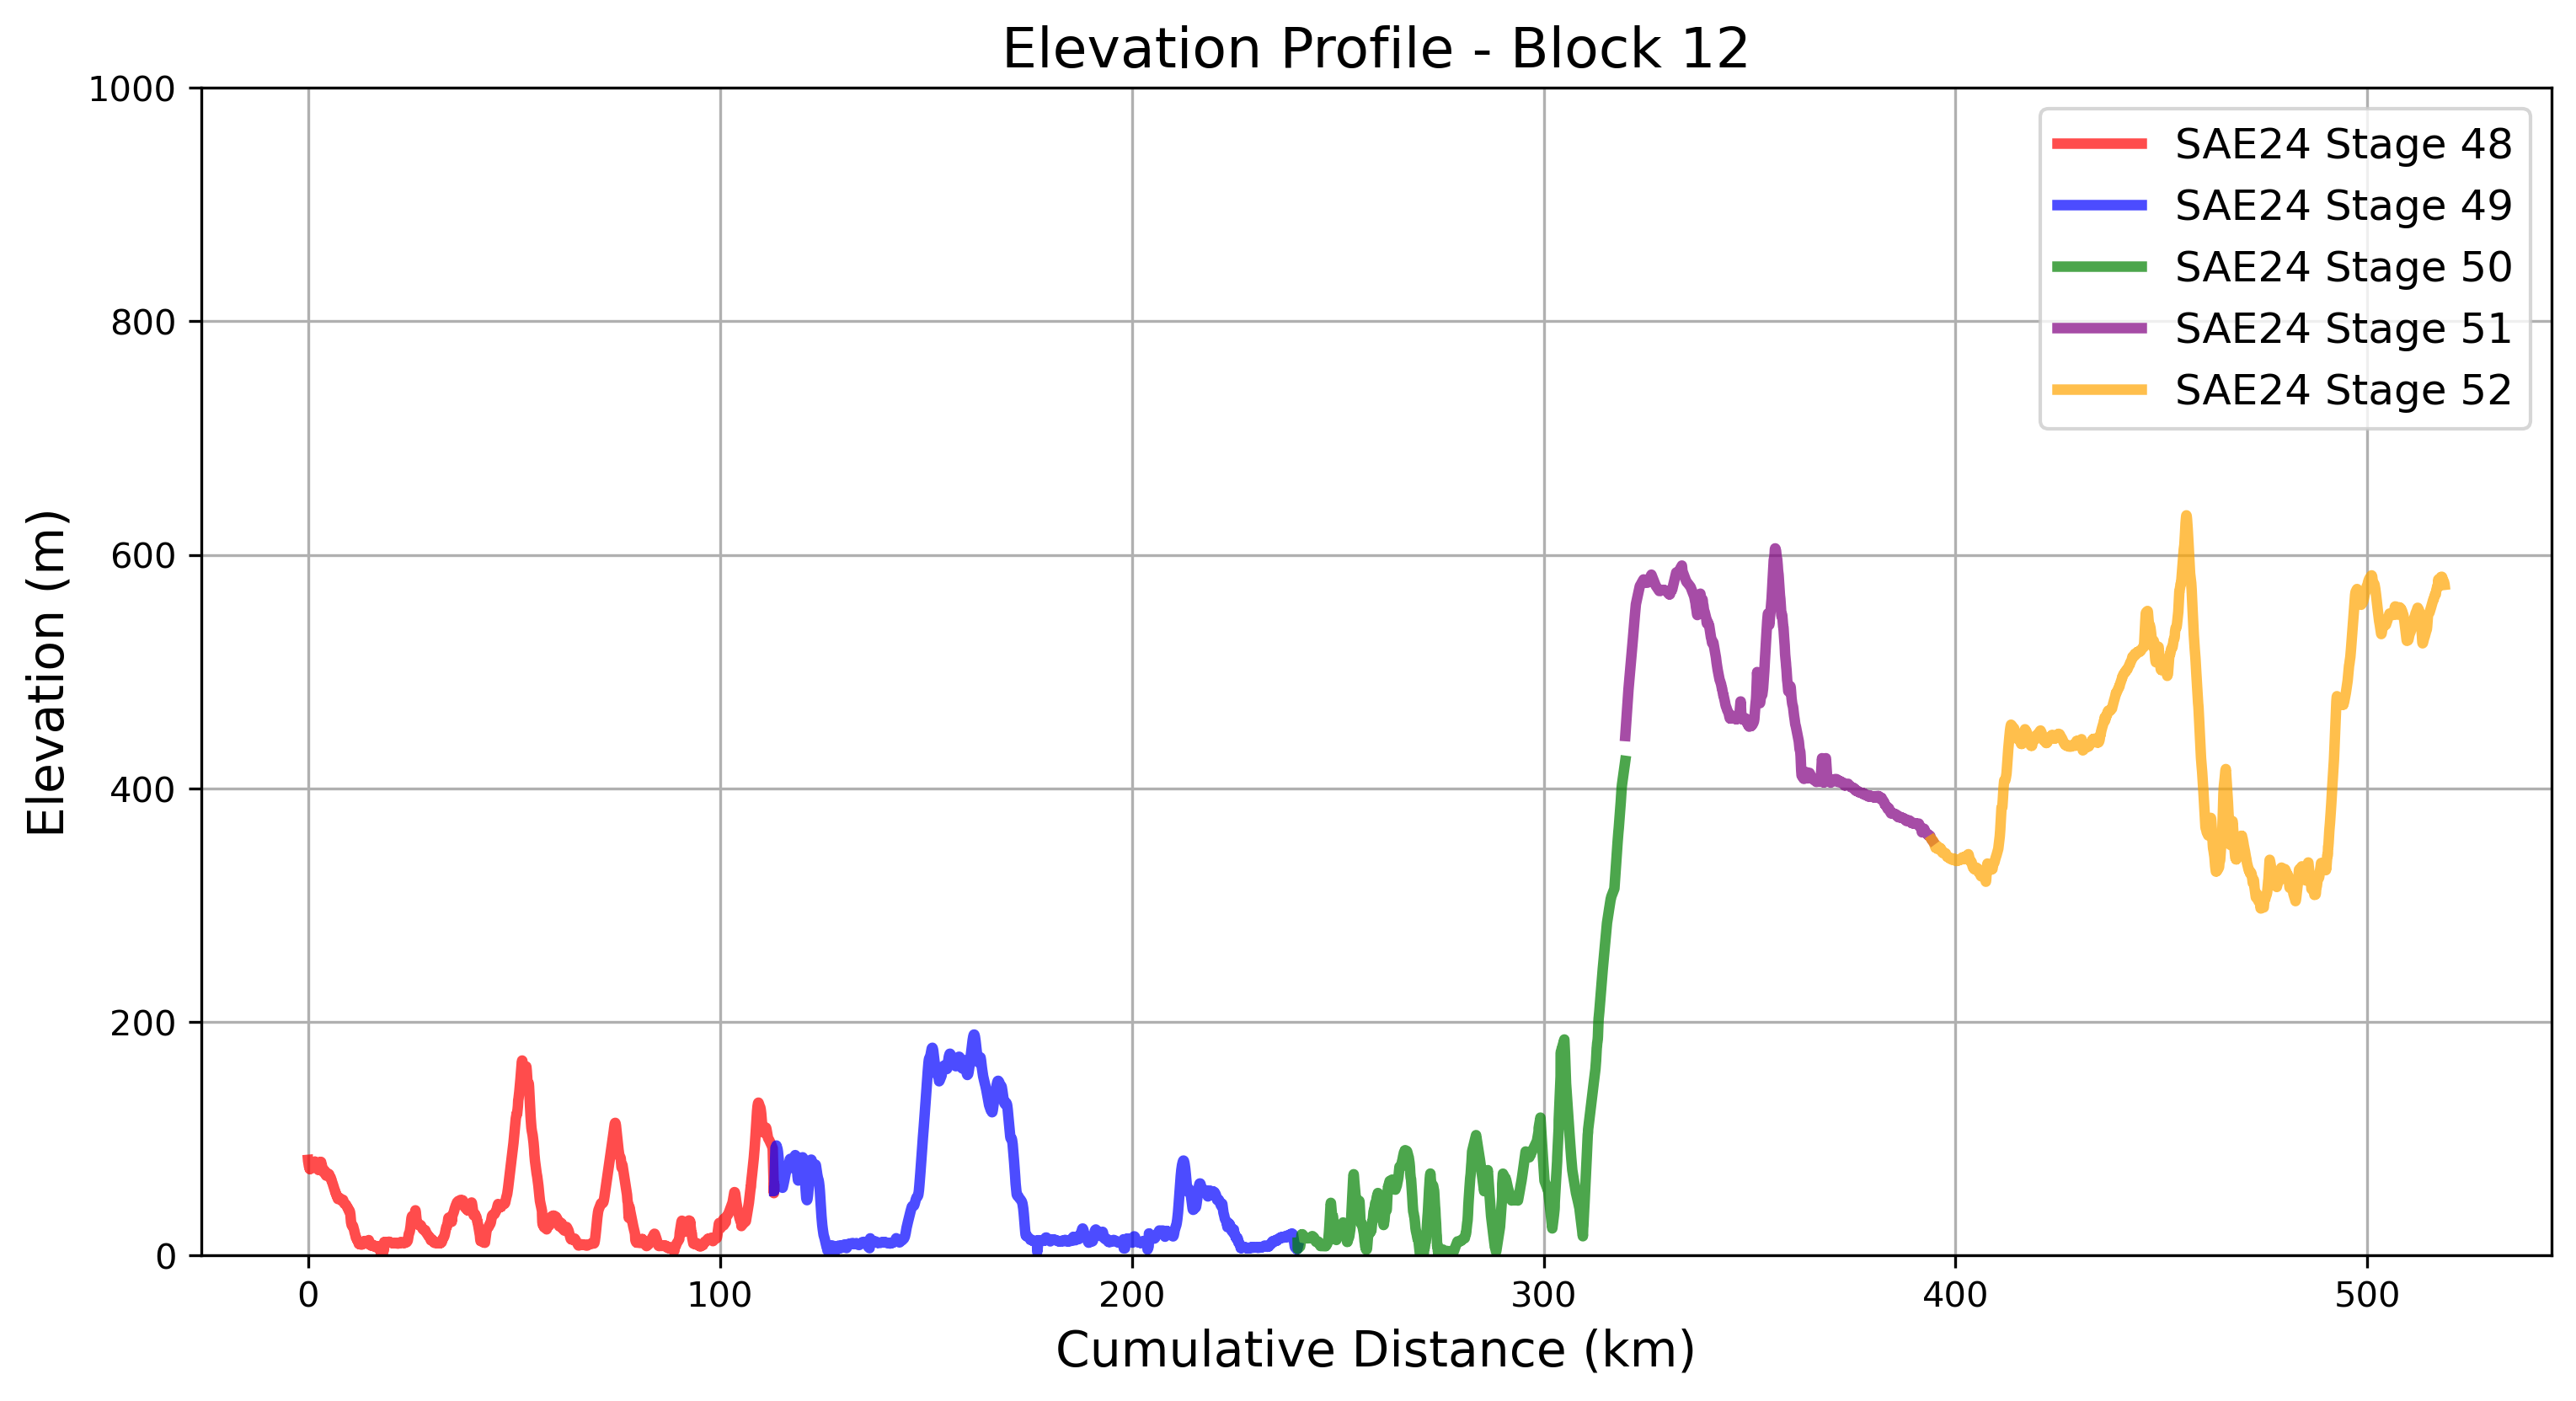 Elevation Profile - Block 12
1000
800
600
400
200
0
Elevation (m)
SAE24 Stage 48
SAE24 Stage 49
SAE24 Stage 50
SAE24 Stage 51
SAE24 Stage 52
0 100 200 300 400 500
Cumulative Distance (km)